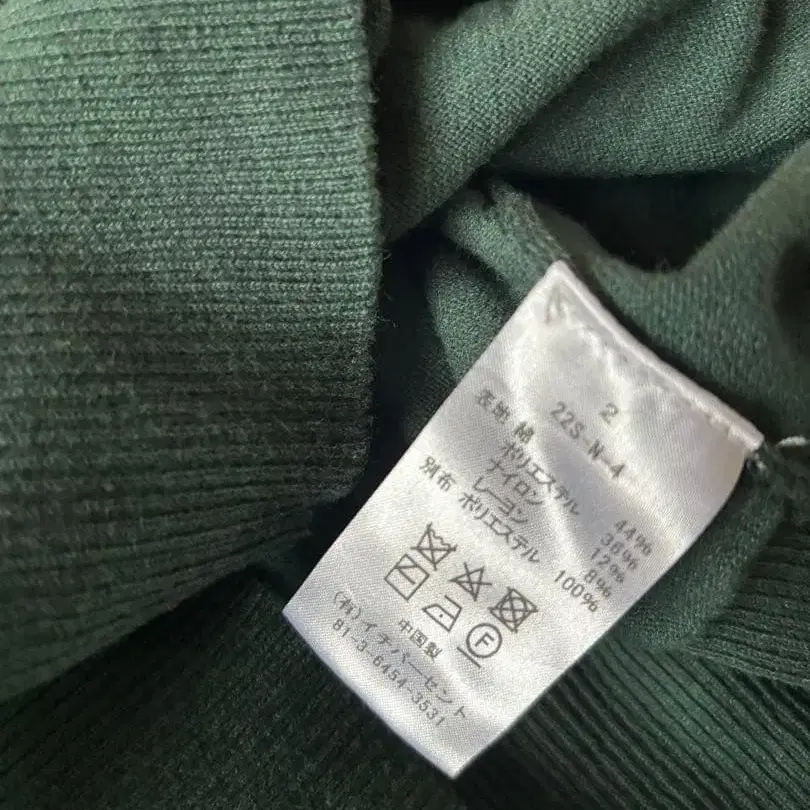 2
22S-N-4
表地 綿 44%
ポリエステル 36%
ナイロン 12%
レーヨン 8%
別布 ポリエステル 100%
F
中国製
(有)イチパーセント
81-3-6454-3531